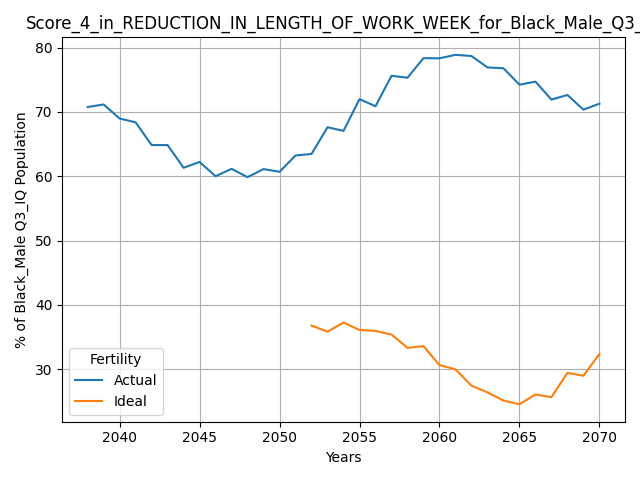 Score_4_in_REDUCTION_IN_LENGTH_OF_WORK_WEEK_for_Black_Male_Q3_
% of Black_Male Q3_IQ Population
80
70
60
50
40
30
Fertility
Actual
Ideal
2040
2045
2050
2055
2060
2065
2070
Years